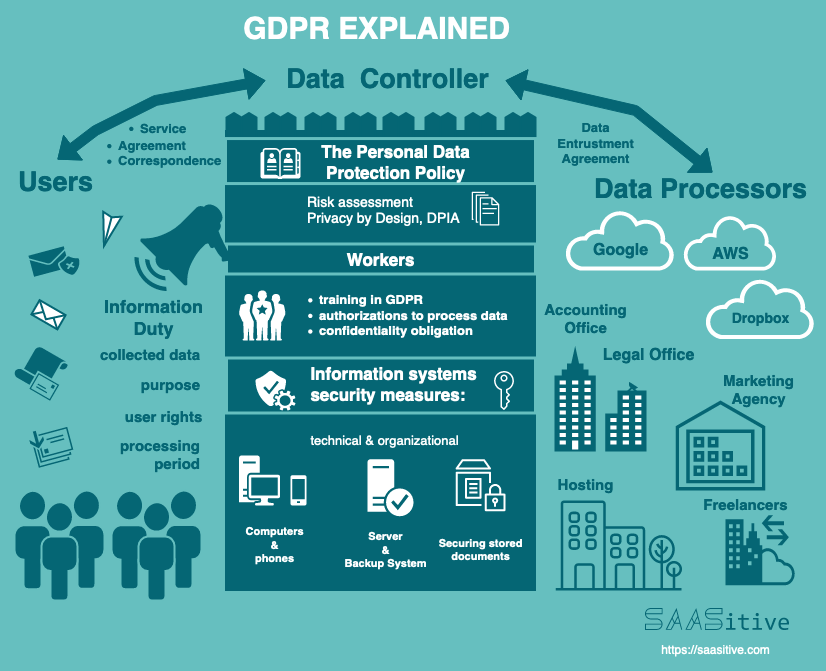 GDPR EXPLAINED
Data Controller
• Service
• Agreement
• Correspondence
Users
Data
Entrustment
Agreement
Data Processors
The Personal Data
Protection Policy
Risk assessment
Privacy by Design, DPIA
Workers
• training in GDPR
• authorizations to process data
• confidentiality obligation
Information systems
security measures:
technical & organizational
Computers
&
phones
Server
&
Backup System
Securing stored
documents
Information
Duty
collected data
purpose
user rights
processing
period
Google
AWS
Dropbox
Accounting
Office
Legal Office
Marketing
Agency
Hosting
Freelancers
SAASitive
https://saasitive.com